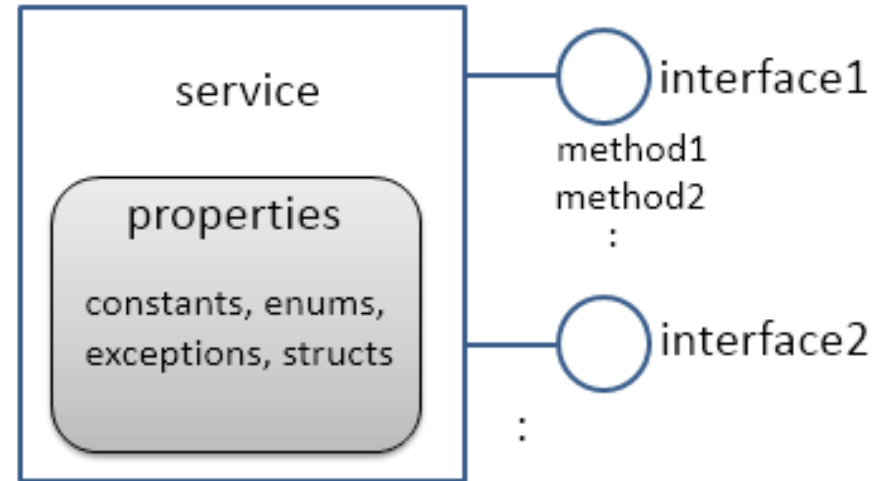 service
properties
constants, enums,
exceptions, structs
interface1
method1
method2
:
interface2
: